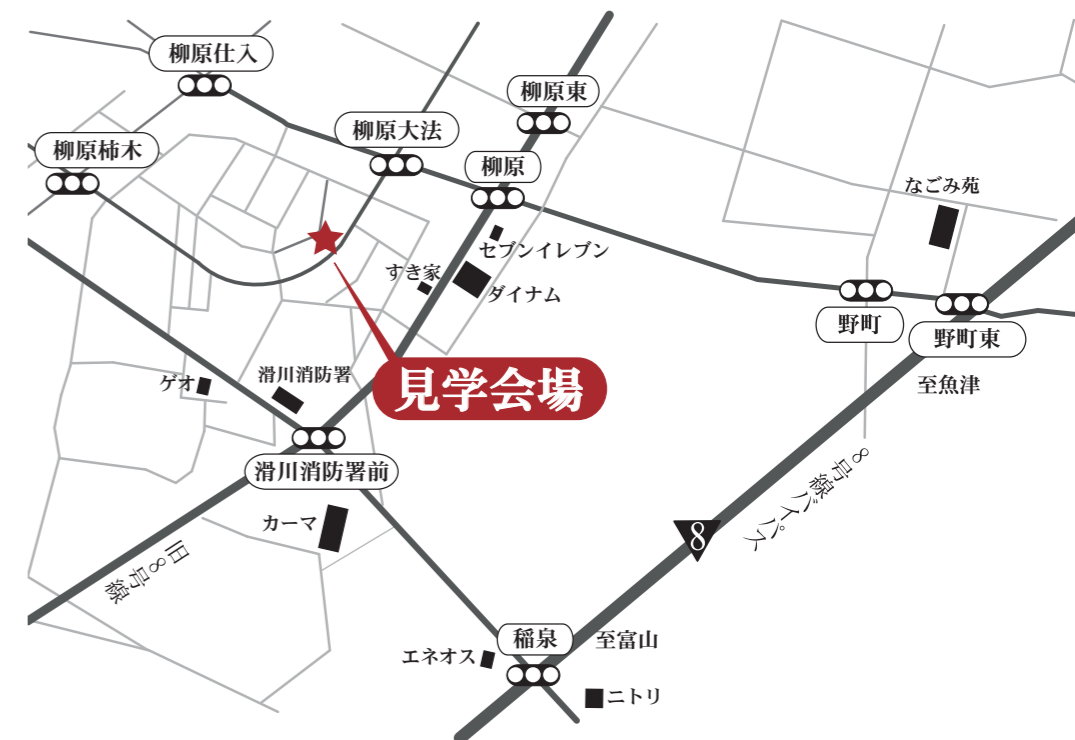 柳原仕入
柳原東
柳原大法
柳原柿木
柳原
なごみ苑
セブンイレブン
すき家
ダイナム
野町
野町東
滑川消防署
ゲオ
見学会場
至魚津
滑川消防署前
8号線バイパス
カーマ
8
旧8号線
稲泉
至富山
エネオス
ニトリ